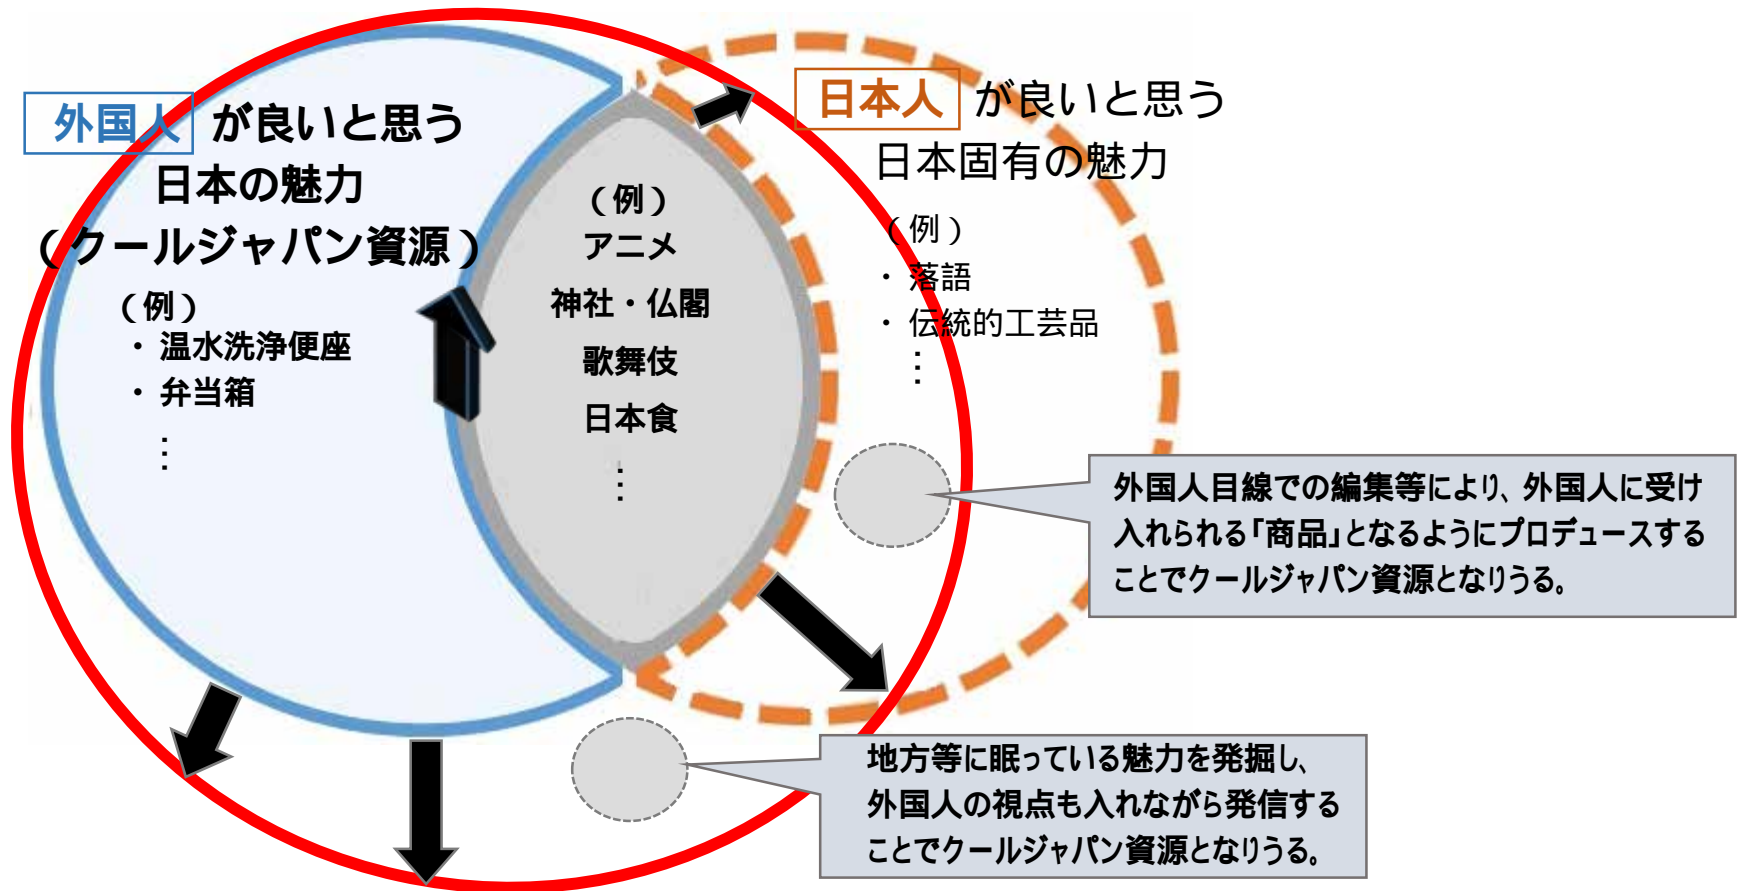 外国人 が良いと思う
日本の魅力
(クールジャパン資源)
(例)
・ 温水洗浄便座
・ 弁当箱
…
(例)
アニメ
神社・仏閣
歌舞伎
日本食
…
日本人 が良いと思う
日本固有の魅力
(例)
・ 落語
・ 伝統的工芸品
…
外国人目線での編集等により、外国人に受け
入れられる「商品」となるようにプロデュースする
ことでクールジャパン資源となりうる。
地方等に眠っている魅力を発掘し、
外国人の視点も入れながら発信する
ことでクールジャパン資源となりうる。